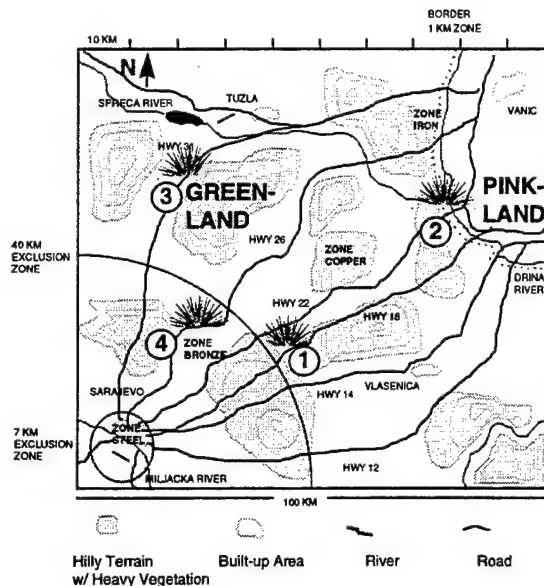 BORDER
1 KM ZONE
10 KM
N
TUZLA
SPRECA RIVER
VANIC
ZONE
IRON
HWY 31
3
GREEN-
LAND
PINK-
LAND
2
HWY 26
40 KM
EXCLUSION
ZONE
ZONE
COPPER
DRINA
RIVER
HWY 22
HWY 18
4
ZONE
BRONZE
1
SARAJEVO
VLASENICA
HWY 14
ZONE
STEEL
7 KM
EXCLUSION
ZONE
HWY 12
MILJACKA RIVER
100 KM
Hilly Terrain
w/ Heavy Vegetation
Built-up Area
River
Road